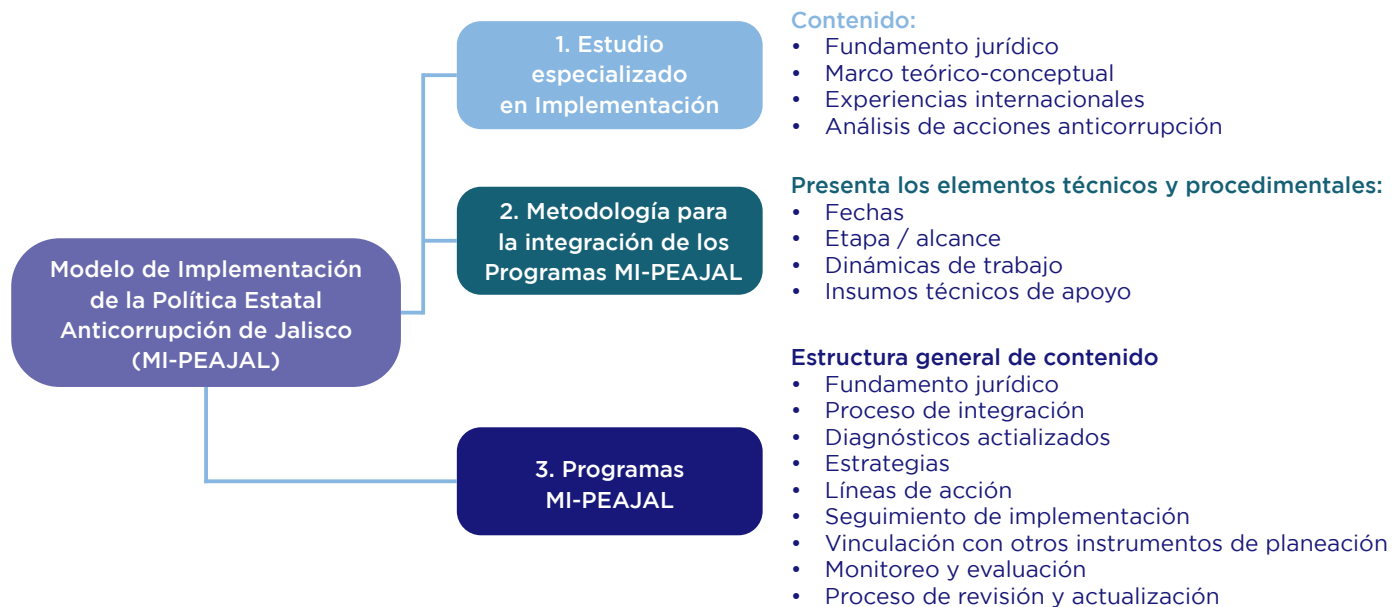 Modelo de Implementación
de la Política Estatal
Anticorrupción de Jalisco
(MI-PEAJAL)
1. Estudio
especializado
en Implementación
Contenido:
• Fundamento jurídico
• Marco teórico-conceptual
• Experiencias internacionales
• Análisis de acciones anticorrupción
2. Metodología para
la integración de los
Programas MI-PEAJAL
Presenta los elementos técnicos y procedimentales:
• Fechas
• Etapa / alcance
• Dinámicas de trabajo
• Insumos técnicos de apoyo
3. Programas
MI-PEAJAL
Estructura general de contenido
• Fundamento jurídico
• Proceso de integración
• Diagnósticos actializados
• Estrategias
• Líneas de acción
• Seguimiento de implementación
• Vinculación con otros instrumentos de planeación
• Monitoreo y evaluación
• Proceso de revisión y actualización